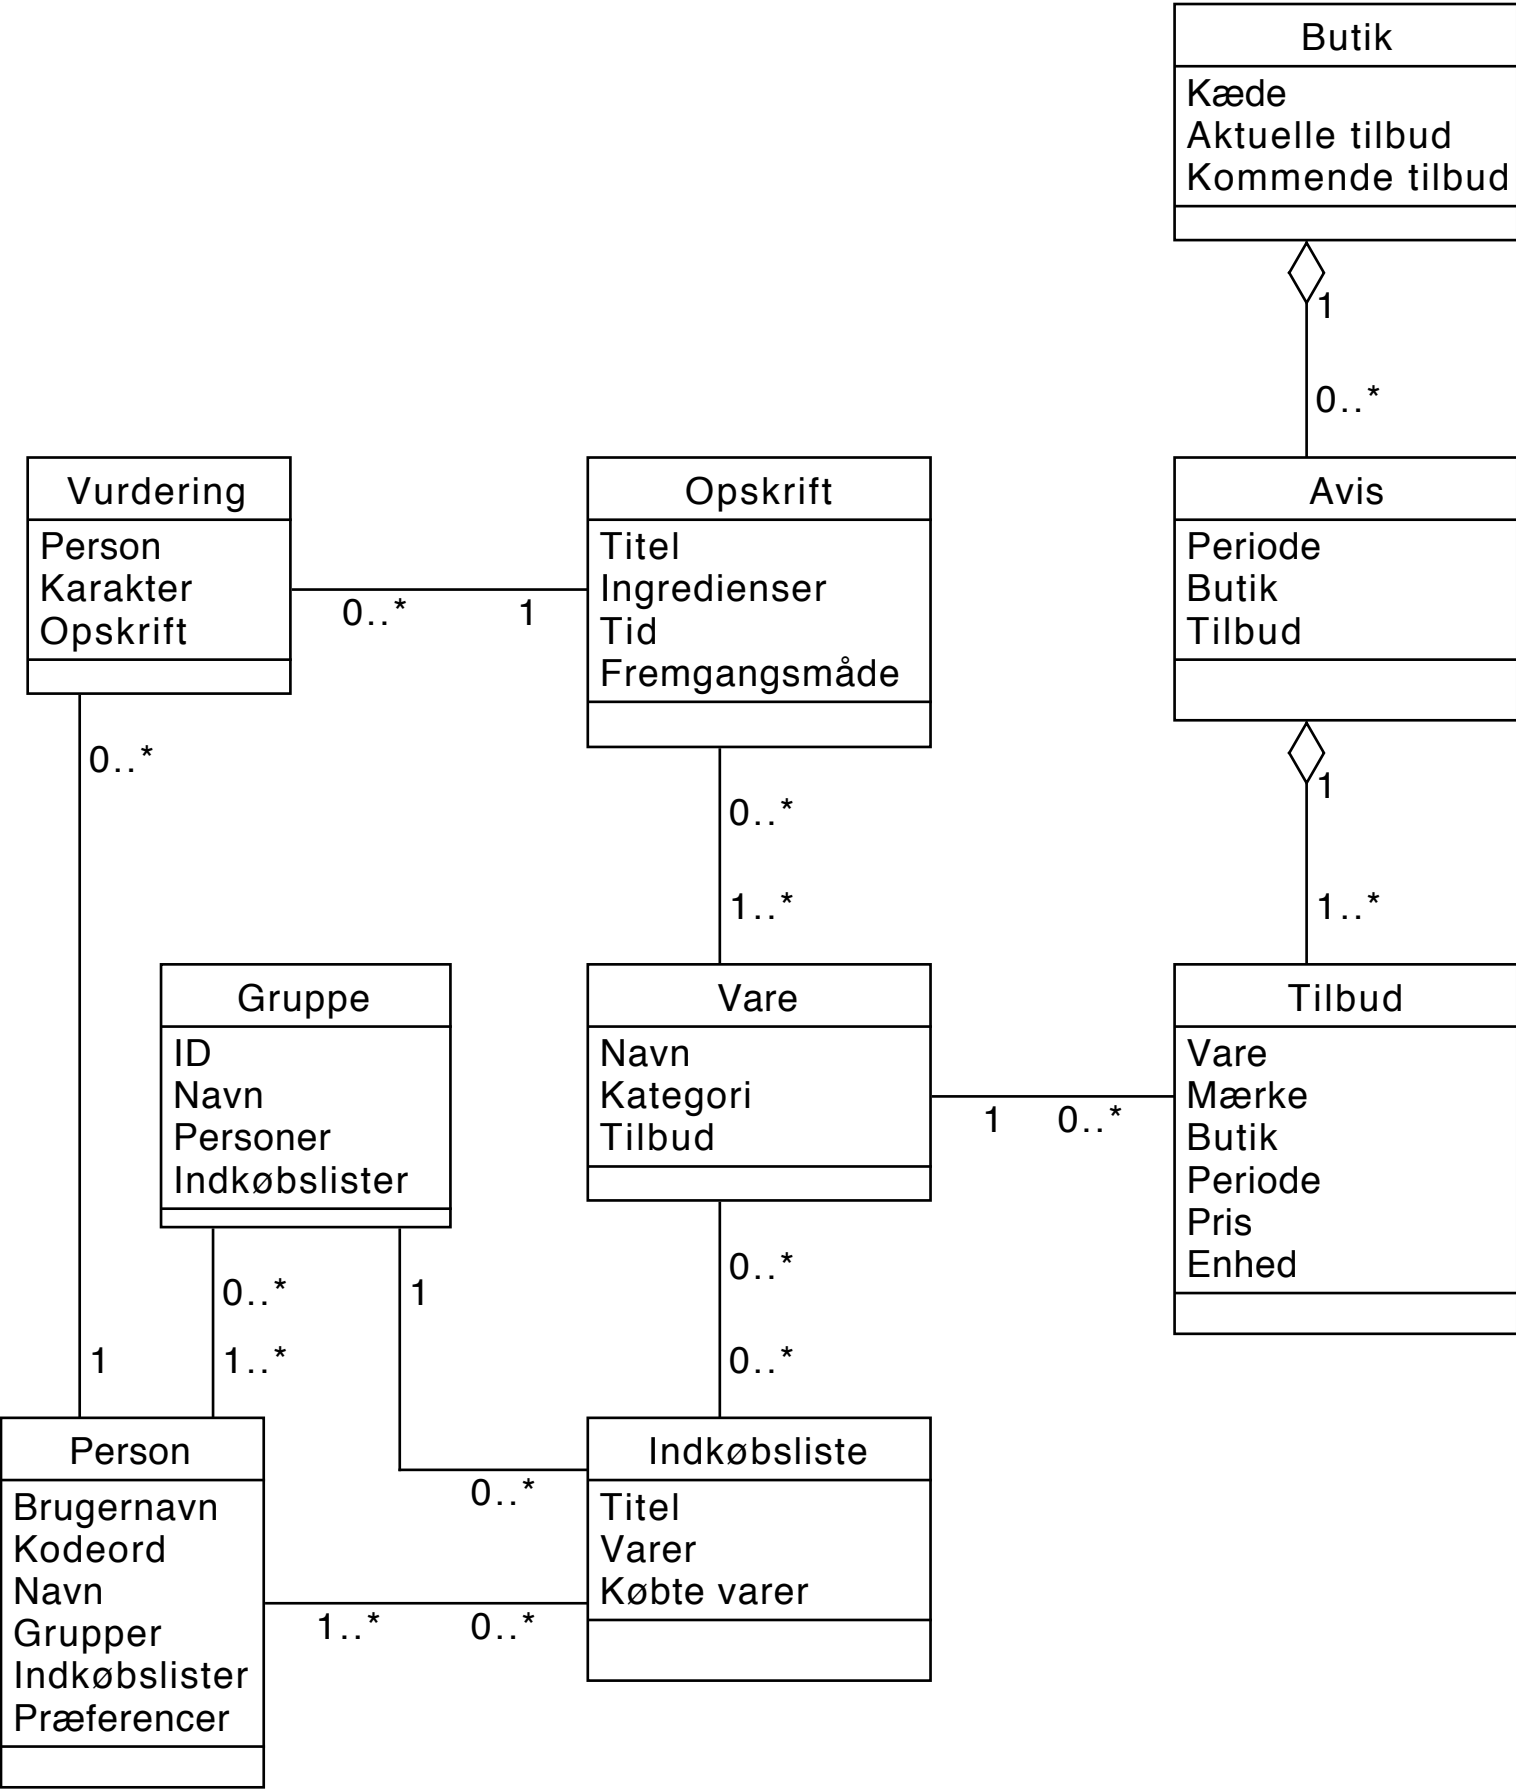 Butik
Kæde
Aktuelle tilbud
Kommende tilbud
1
0..*
Vurdering
Person
Karakter
Opskrift
0..*
1
Opskrift
Titel
Ingredienser
Tid
Fremgangsmåde
Avis
Periode
Butik
Tilbud
0..*
0..*
1..*
1
1..*
Gruppe
ID
Navn
Personer
Indkøbslister
Vare
Navn
Kategori
Tilbud
1
0..*
Tilbud
Vare
Mærke
Butik
Periode
Pris
Enhed
0..*
1
1
1..*
0..*
0..*
0..*
Person
Brugernavn
Kodeord
Navn
Grupper
Indkøbslister
Præferencer
1..*
0..*
Indkøbsliste
Titel
Varer
Købte varer